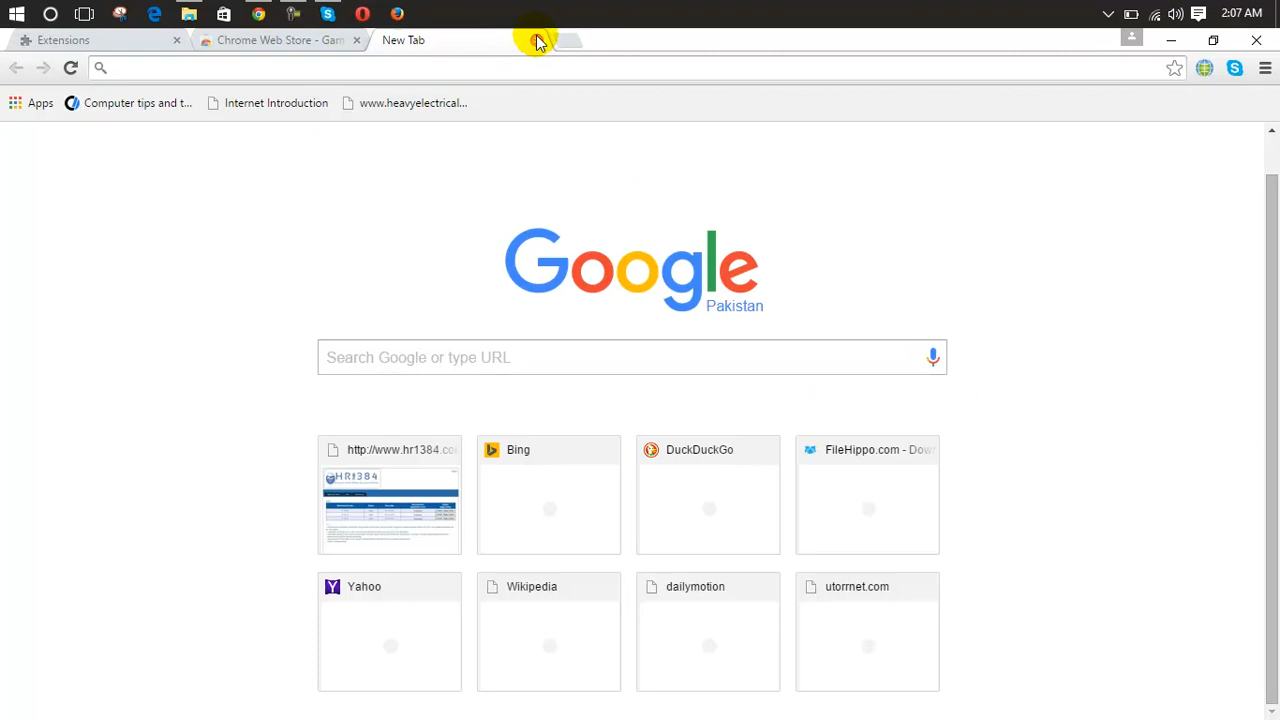 2:07 AM
Extensions
Chrome Web Store - Gam
New Tab
Apps
Computer tips and t...
Internet Introduction
www.heavyelectrical...
Google
Pakistan
Search Google or type URL
http://www.hr1384.co
Bing
DuckDuckGo
FileHippo.com - Dow
HR1384
Yahoo
Wikipedia
dailymotion
utorrnet.com